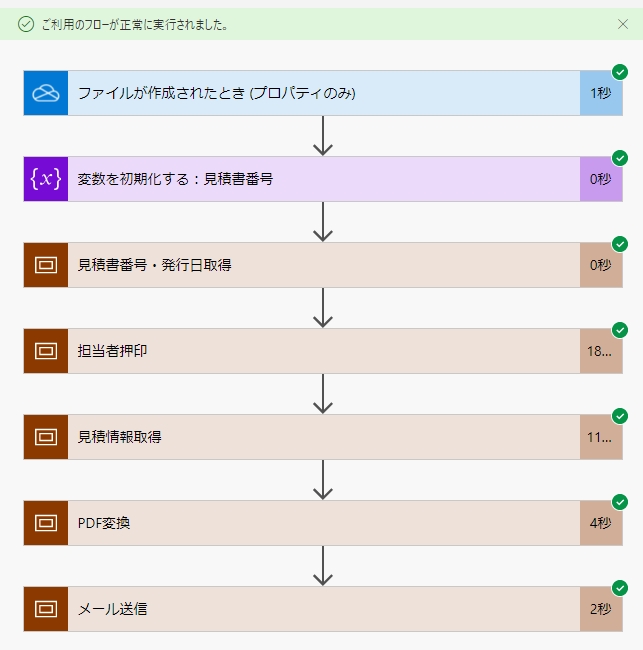 ご利用のフローが正常に実行されました。
ファイルが作成されたとき (プロパティのみ) 1秒
{x} 変数を初期化する：見積書番号 0秒
見積書番号・発行日取得 0秒
担当者押印 18...
見積情報取得 11...
PDF変換 4秒
メール送信 2秒